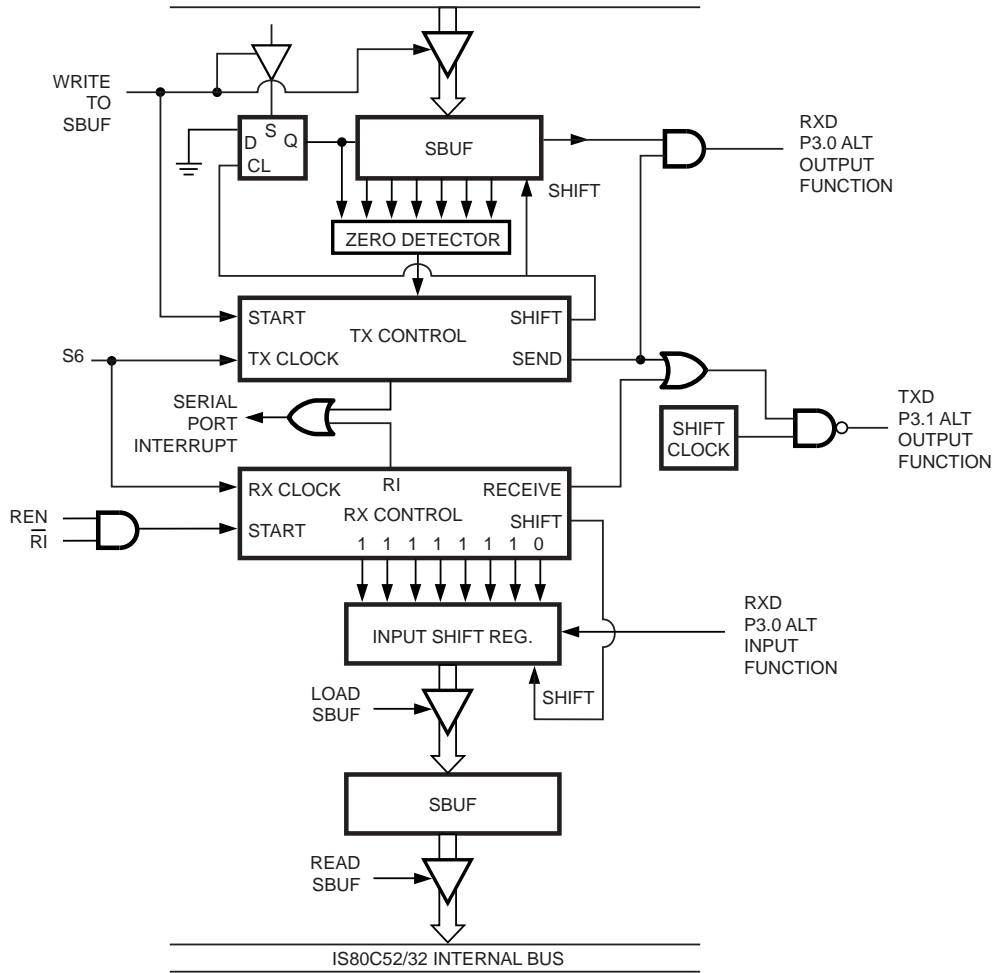 WRITE
TO
SBUF
S
D
Q
CL
SBUF
RXD
P3.0 ALT
OUTPUT
FUNCTION
SHIFT
ZERO DETECTOR
START
SHIFT
TX CONTROL
S6
TX CLOCK
SEND
SERIAL
PORT
INTERRUPT
SHIFT
CLOCK
TXD
P3.1 ALT
OUTPUT
FUNCTION
RX CLOCK
RI
RECEIVE
RX CONTROL
SHIFT
REN
RI
START
1 1 1 1 1 1 1 0
INPUT SHIFT REG.
RXD
P3.0 ALT
INPUT
FUNCTION
LOAD
SBUF
SHIFT
SBUF
READ
SBUF
IS80C52/32 INTERNAL BUS